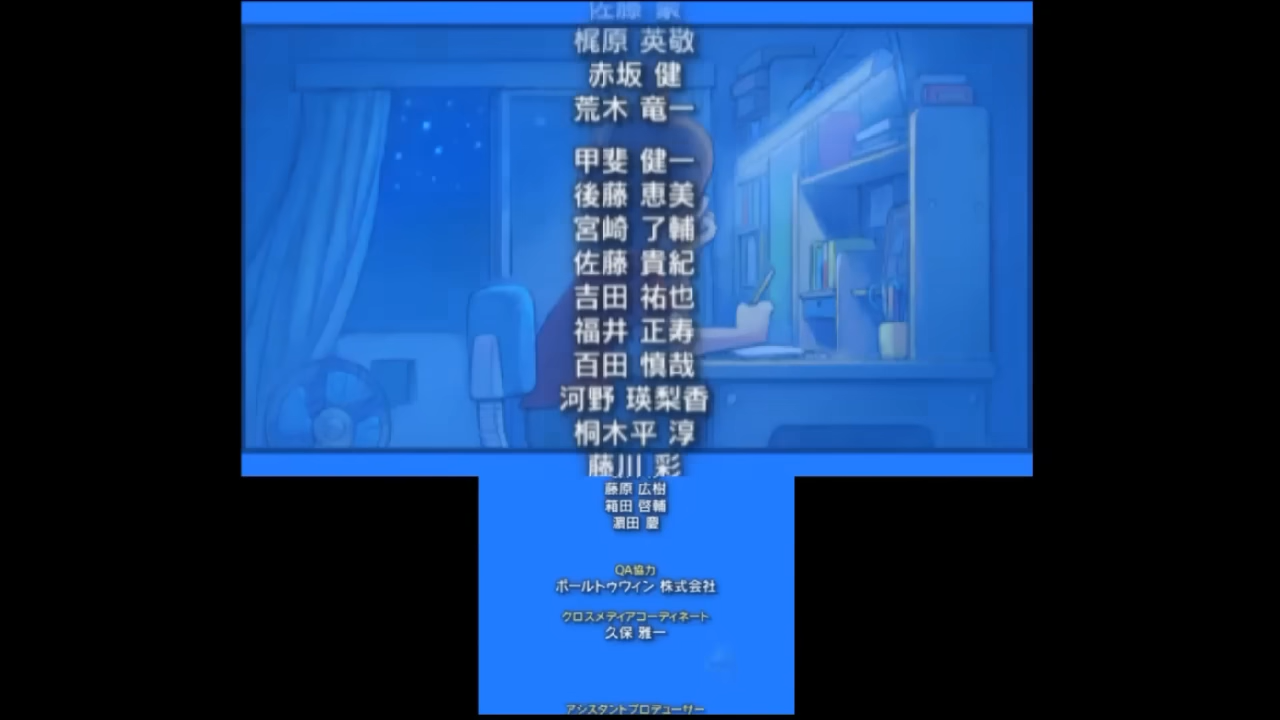 佐藤 豪
梶原 英敬
赤坂 健
荒木 竜一
甲斐 健一
後藤 恵美
宮崎 了輔
佐藤 貴紀
吉田 祐也
福井 正寿
百田 慎哉
河野 瑛梨香
桐木平 淳
藤川 彩
藤原 広樹
箱田 啓輔
濵田 慶
QA協力
ポールトゥウィン 株式会社
クロスメディアコーディネート
久保 雅一
アシスタントプロデューサー